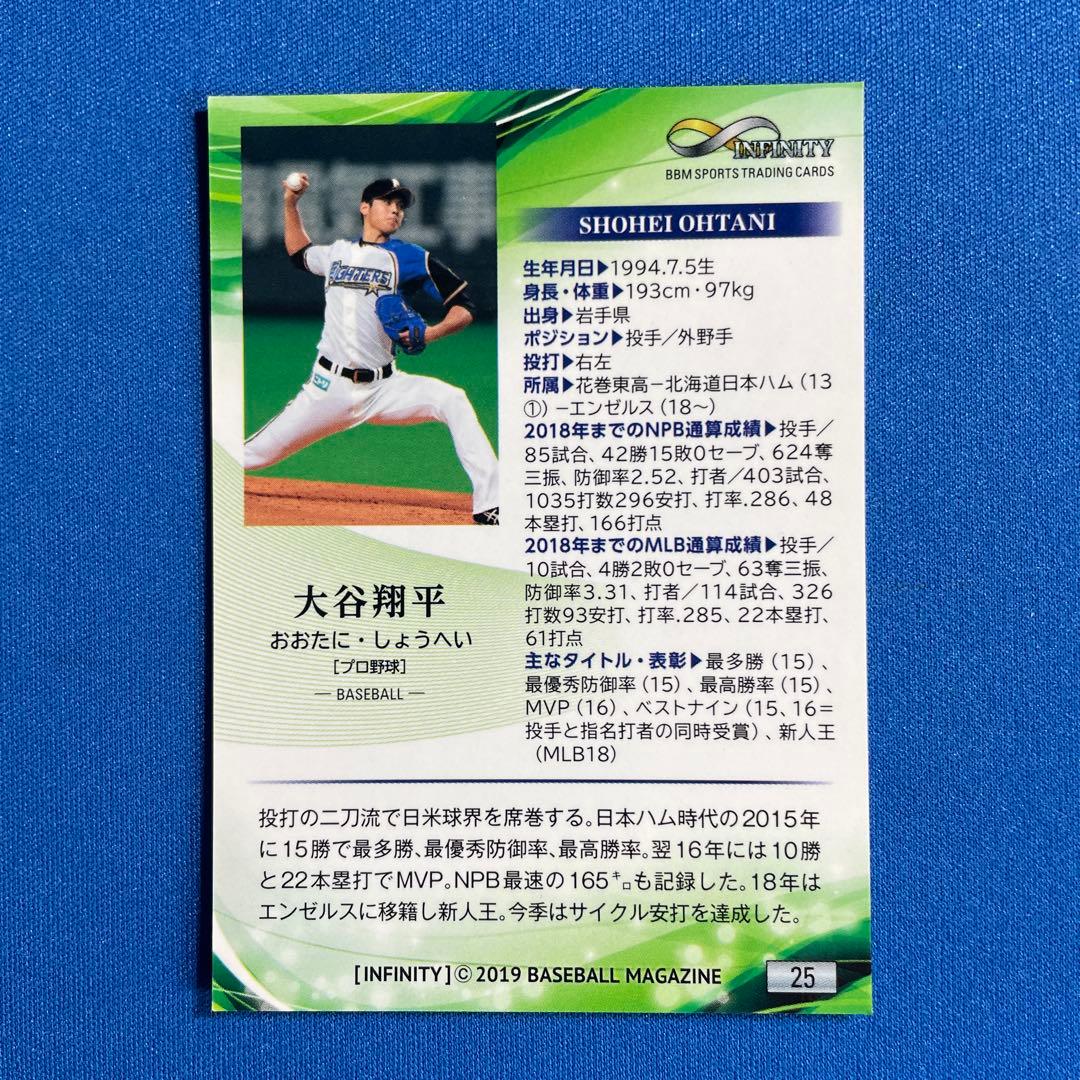 INFINITY
BBM SPORTS TRADING CARDS
SHOHEI OHTANI
生年月日▶1994.7.5生
身長・体重▶193cm・97kg
出身▶岩手県
ポジション▶投手／外野手
投打▶右左
所属▶花巻東高－北海道日本ハム（13
①）－エンゼルス（18～）
2018年までのNPB通算成績▶投手／
85試合、42勝15敗0セーブ、624奪
三振、防御率2.52、打者／403試合、
1035打数296安打、打率.286、48
本塁打、166打点
2018年までのMLB通算成績▶投手／
10試合、4勝2敗0セーブ、63奪三振、
防御率3.31、打者／114試合、326
打数93安打、打率.285、22本塁打、
61打点
主なタイトル・表彰▶最多勝（15）、
最優秀防御率（15）、最高勝率（15）、
MVP（16）、ベストナイン（15、16＝
投手と指名打者の同時受賞）、新人王
（MLB18）
FIGHTERS
ニトリ
大谷翔平
おおたに・しょうへい
［プロ野球］
— BASEBALL —
投打の二刀流で日米球界を席巻する。日本ハム時代の2015年
に15勝で最多勝、最優秀防御率、最高勝率。翌16年には10勝
と22本塁打でMVP。NPB最速の165㌔も記録した。18年は
エンゼルスに移籍し新人王。今季はサイクル安打を達成した。
[INFINITY]© 2019 BASEBALL MAGAZINE
25